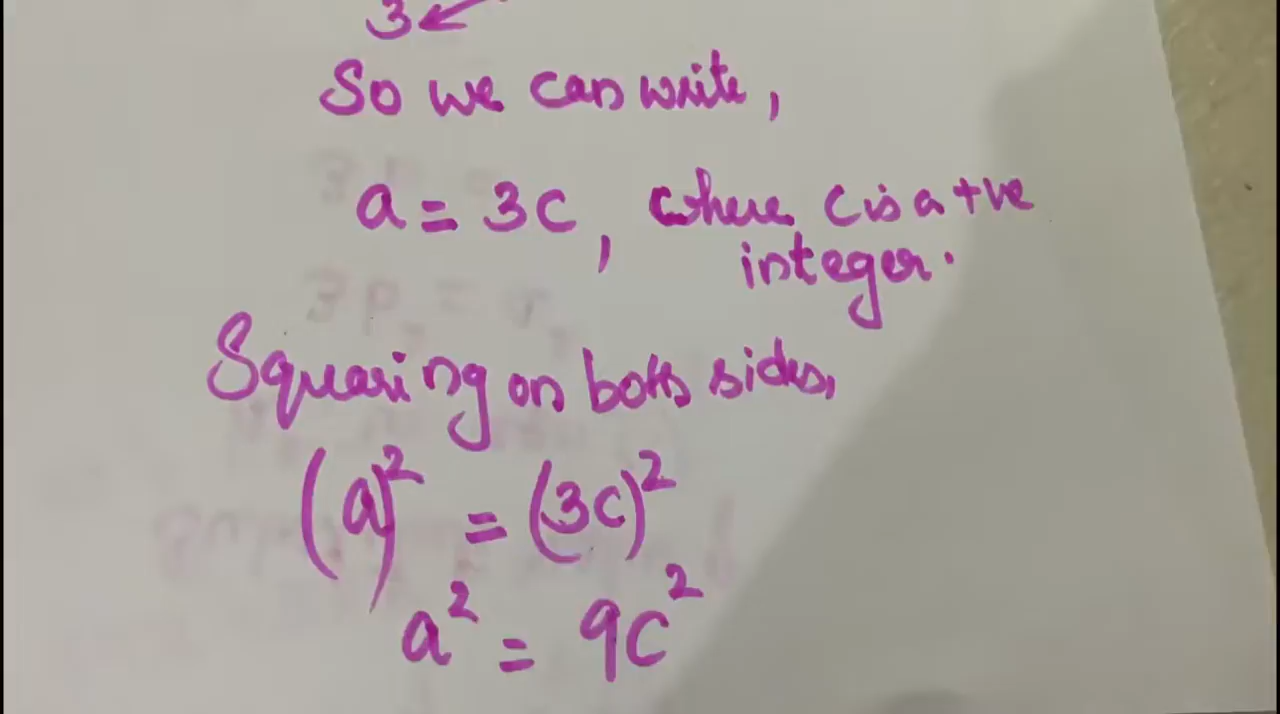 3
So we can write,
a = 3c, where c is a +ve
integer.
Squaring on both sides,
(a)² = (3c)²
a² = 9c²